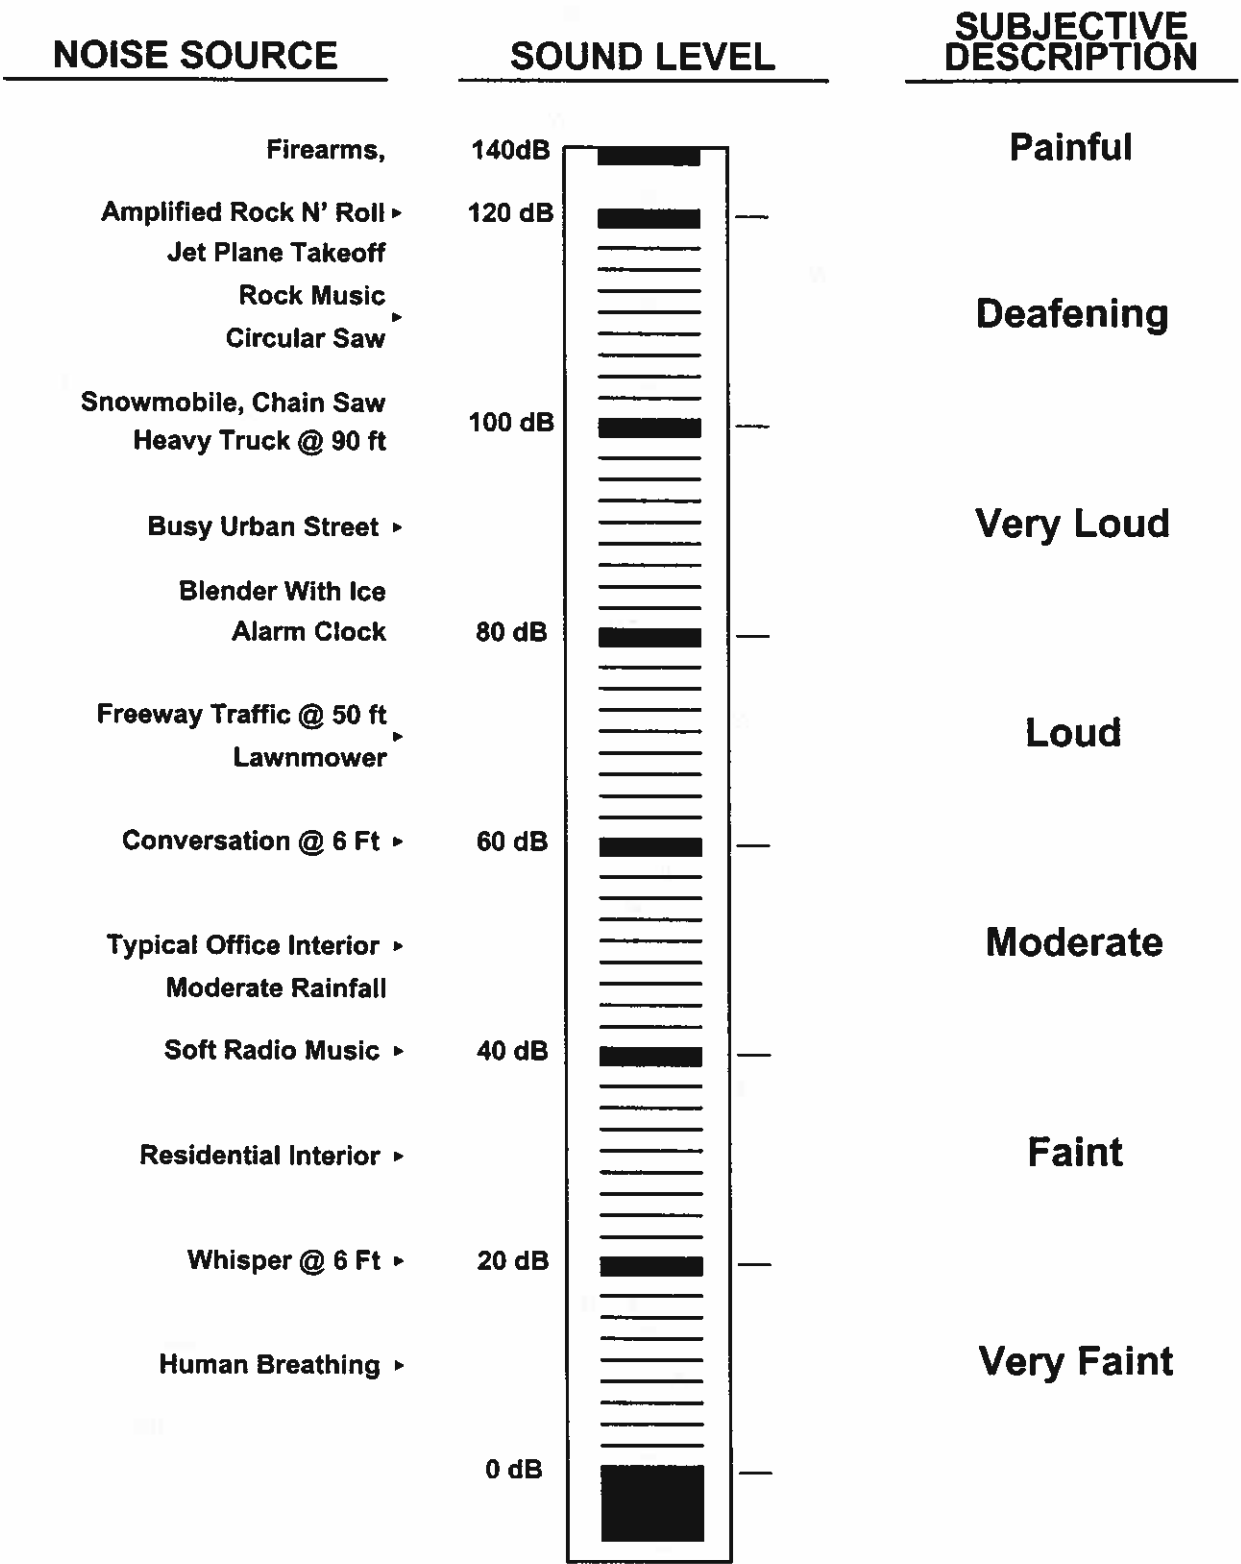 NOISE SOURCE
SOUND LEVEL
SUBJECTIVE
DESCRIPTION
Firearms,
140dB
Painful
Amplified Rock N' Roll ▸
120 dB
Jet Plane Takeoff
Rock Music
▸
Circular Saw
Deafening
Snowmobile, Chain Saw
100 dB
Heavy Truck @ 90 ft
Busy Urban Street ▸
Very Loud
Blender With Ice
Alarm Clock
80 dB
Freeway Traffic @ 50 ft
▸
Lawnmower
Loud
Conversation @ 6 Ft ▸
60 dB
Typical Office Interior ▸
Moderate
Moderate Rainfall
Soft Radio Music ▸
40 dB
Residential Interior ▸
Faint
Whisper @ 6 Ft ▸
20 dB
Human Breathing ▸
Very Faint
0 dB